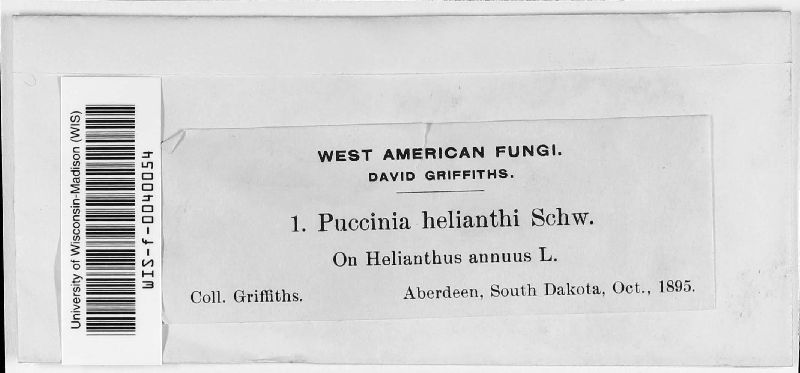 University of Wisconsin-Madison (WIS)
WIS-f-0040054
WEST AMERICAN FUNGI.
DAVID GRIFFITHS.
1. Puccinia helianthi Schw.
On Helianthus annuus L.
Coll. Griffiths. Aberdeen, South Dakota, Oct., 1895.